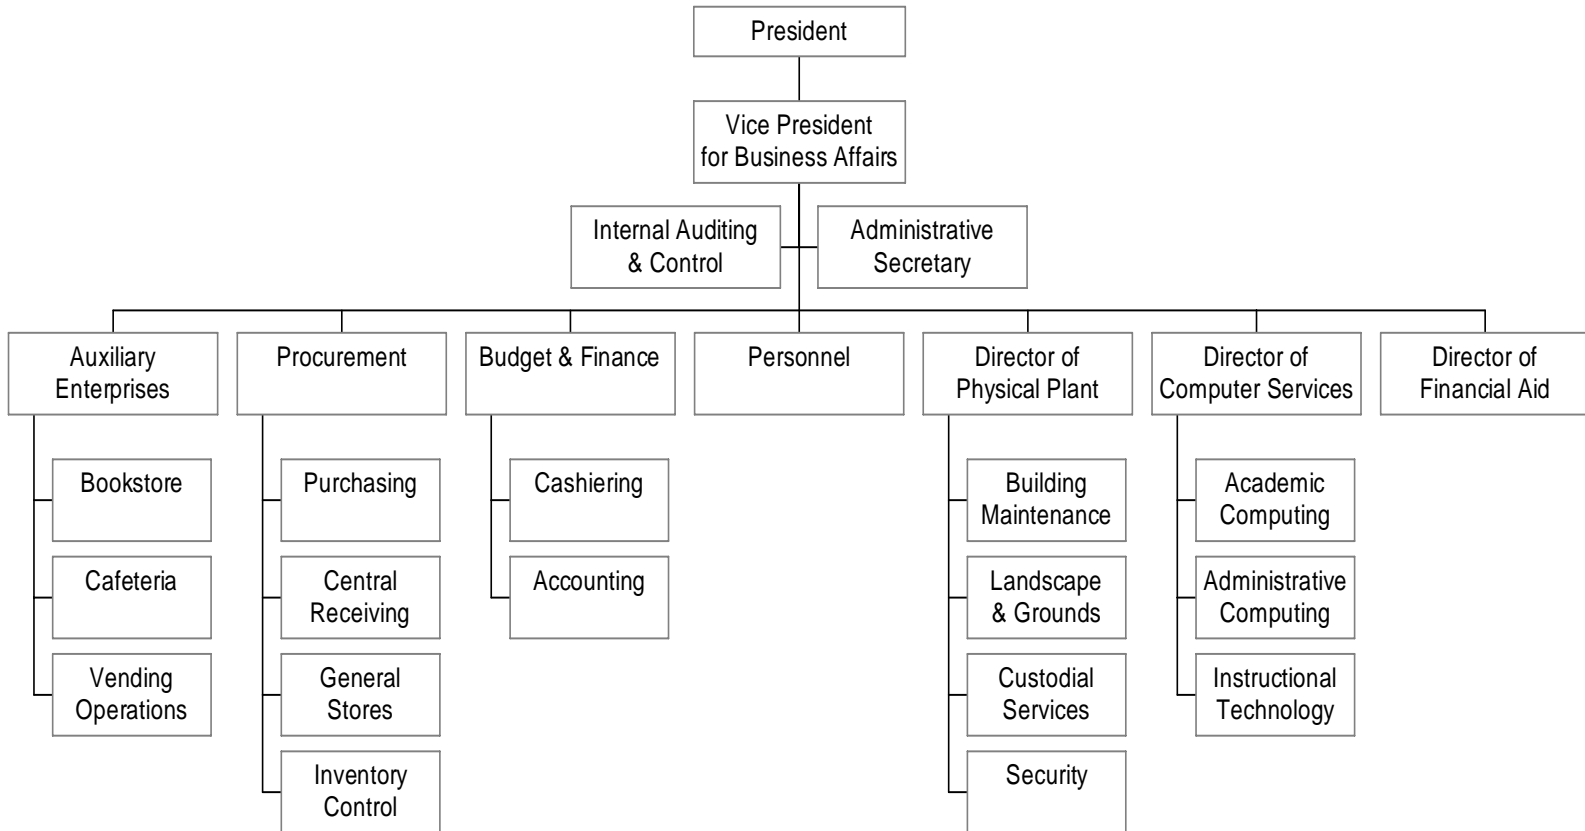 President
Vice President
for Business Affairs
Internal Auditing
& Control
Administrative
Secretary
Auxiliary
Enterprises
Procurement
Budget & Finance
Personnel
Director of
Physical Plant
Director of
Computer Services
Director of
Financial Aid
Bookstore
Cafeteria
Vending
Operations
Purchasing
Central
Receiving
General
Stores
Inventory
Control
Cashiering
Accounting
Building
Maintenance
Landscape
& Grounds
Custodial
Services
Security
Academic
Computing
Administrative
Computing
Instructional
Technology